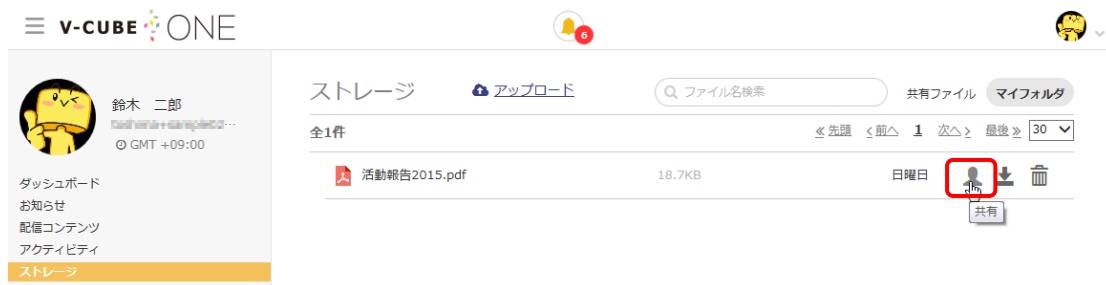 V-CUBE ONE
6
鈴木 二郎
GMT +09:00
ダッシュボード
お知らせ
配信コンテンツ
アクティビティ
ストレージ
ストレージ
アップロード
ファイル名検索
共有ファイル
マイフォルダ
全1件
≪ 先頭 < 前へ 1 次へ > 最後 ≫ 30
活動報告2015.pdf 18.7KB 日曜日
共有